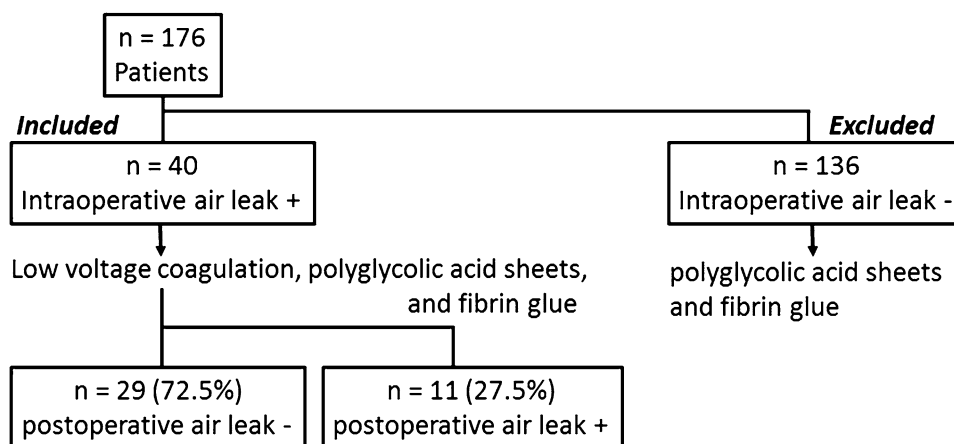 n = 176
Patients
Included
Excluded
n = 40
Intraoperative air leak +
n = 136
Intraoperative air leak -
Low voltage coagulation, polyglycolic acid sheets,
and fibrin glue
polyglycolic acid sheets
and fibrin glue
n = 29 (72.5%)
postoperative air leak -
n = 11 (27.5%)
postoperative air leak +